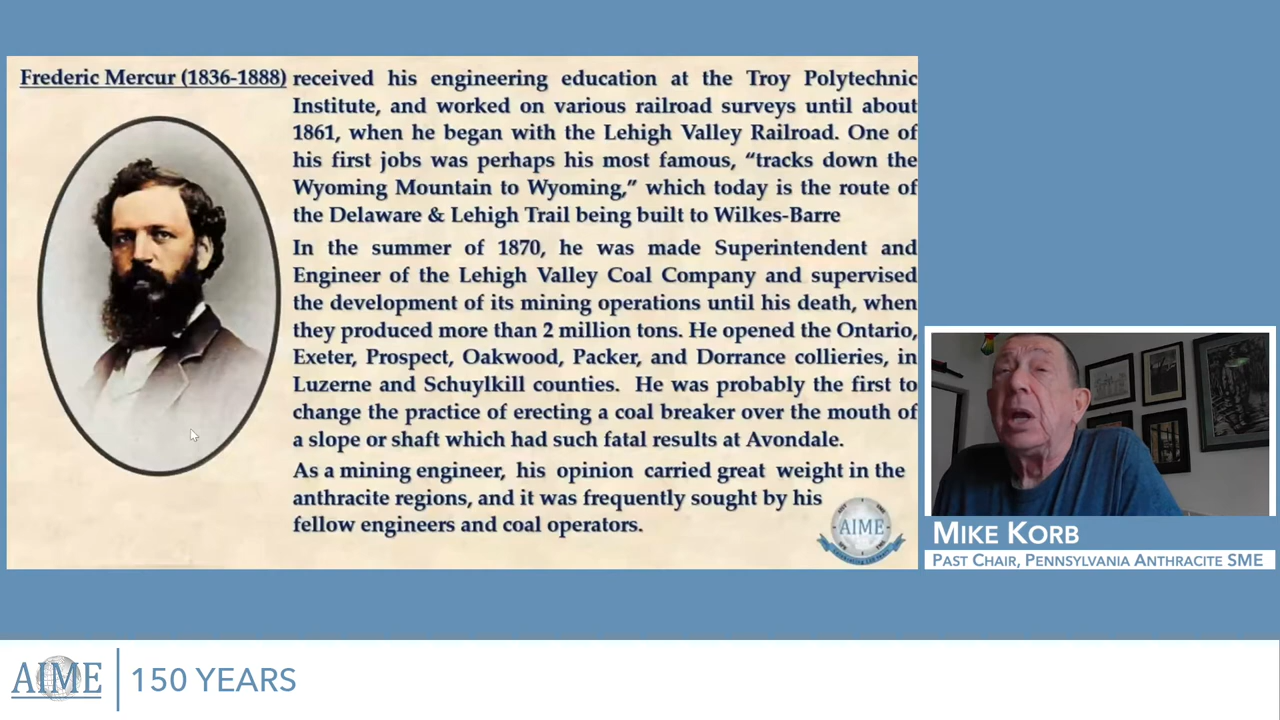 Frederic Mercur (1836-1888) received his engineering education at the Troy Polytechnic
Institute, and worked on various railroad surveys until about
1861, when he began with the Lehigh Valley Railroad. One of
his first jobs was perhaps his most famous, “tracks down the
Wyoming Mountain to Wyoming,” which today is the route of
the Delaware & Lehigh Trail being built to Wilkes-Barre
In the summer of 1870, he was made Superintendent and
Engineer of the Lehigh Valley Coal Company and supervised
the development of its mining operations until his death, when
they produced more than 2 million tons. He opened the Ontario,
Exeter, Prospect, Oakwood, Packer, and Dorrance collieries, in
Luzerne and Schuylkill counties. He was probably the first to
change the practice of erecting a coal breaker over the mouth of
a slope or shaft which had such fatal results at Avondale.
As a mining engineer, his opinion carried great weight in the
anthracite regions, and it was frequently sought by his
fellow engineers and coal operators.
AIME
MIKE KORB
PAST CHAIR, PENNSYLVANIA ANTHRACITE SME
AIME
150 YEARS